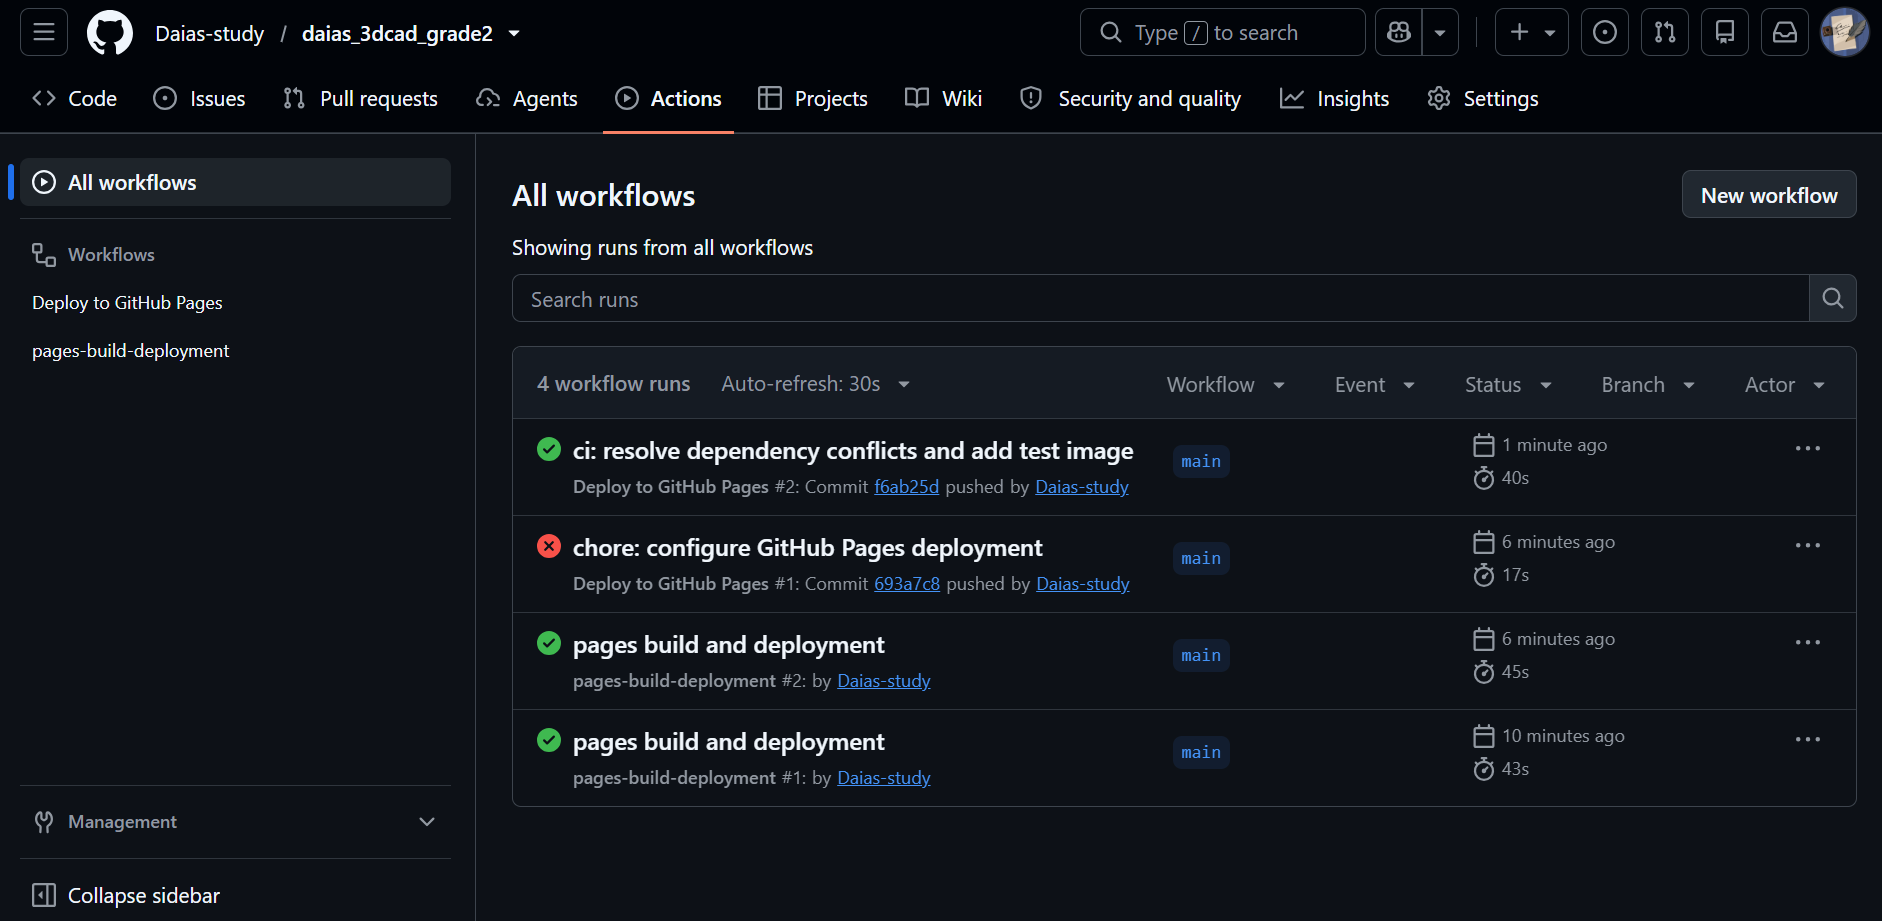 Daias-study / daias_3dcad_grade2
Type / to search
Code
Issues
Pull requests
Agents
Actions
Projects
Wiki
Security and quality
Insights
Settings
All workflows
Workflows
Deploy to GitHub Pages
pages-build-deployment
Management
Collapse sidebar
All workflows
New workflow
Showing runs from all workflows
Search runs
4 workflow runs
Auto-refresh: 30s
Workflow
Event
Status
Branch
Actor
ci: resolve dependency conflicts and add test image
Deploy to GitHub Pages #2: Commit f6ab25d pushed by Daias-study
main
1 minute ago
40s
chore: configure GitHub Pages deployment
Deploy to GitHub Pages #1: Commit 693a7c8 pushed by Daias-study
main
6 minutes ago
17s
pages build and deployment
pages-build-deployment #2: by Daias-study
main
6 minutes ago
45s
pages build and deployment
pages-build-deployment #1: by Daias-study
main
10 minutes ago
43s